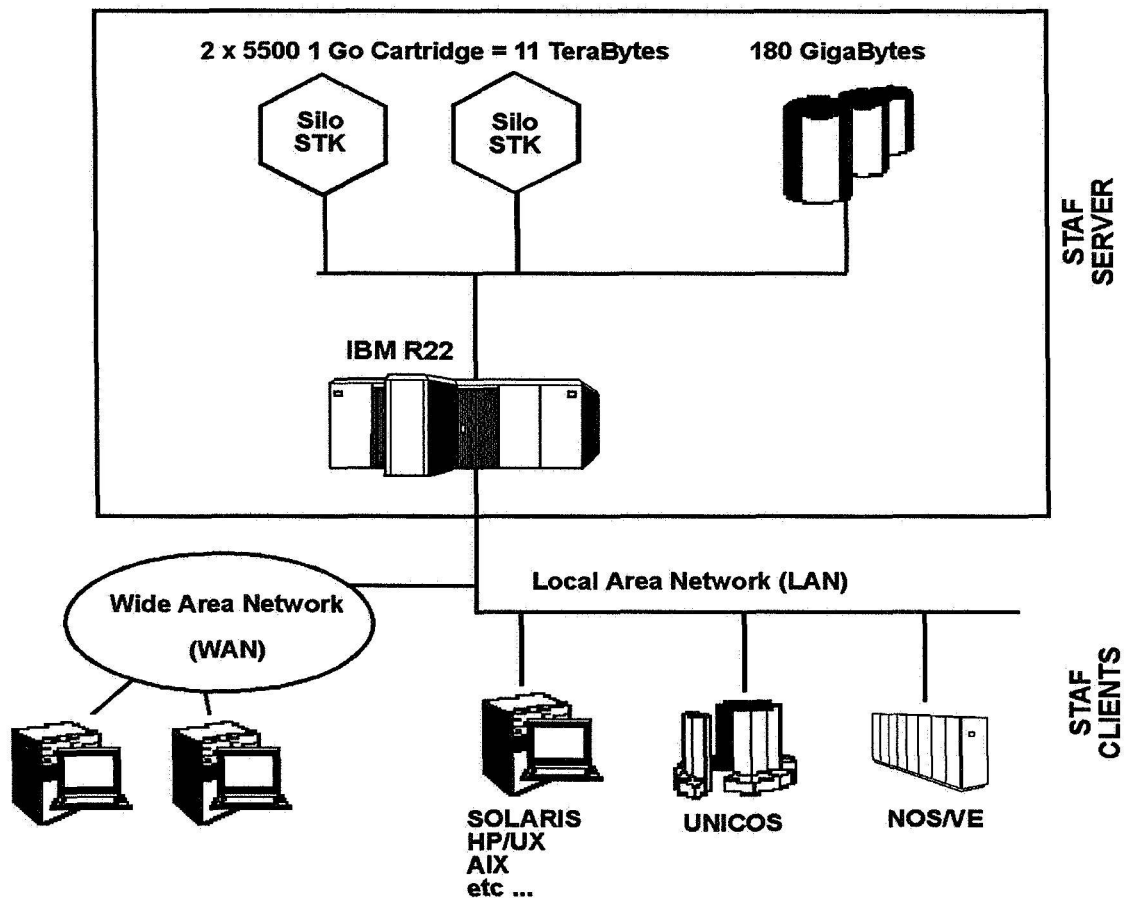 2 x 5500 1 Go Cartridge = 11 TeraBytes
180 GigaBytes
Silo
STK
Silo
STK
STAF
SERVER
IBM R22
Local Area Network (LAN)
Wide Area Network
(WAN)
STAF
CLIENTS
SOLARIS
HP/UX
AIX
etc ...
UNICOS
NOS/VE